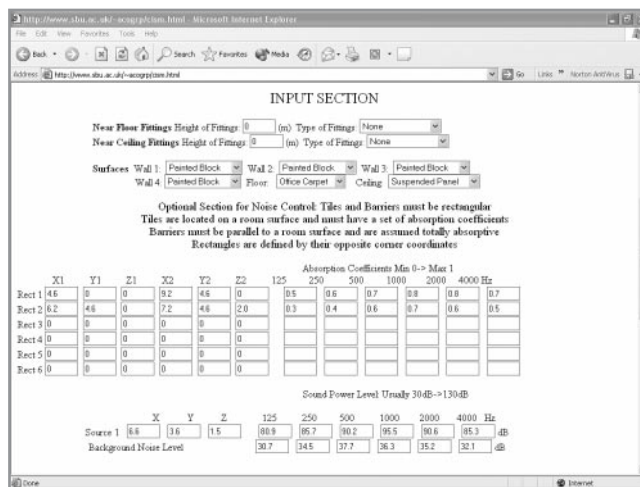 http://www.sbu.ac.uk/~acogrp/cism.html - Microsoft Internet Explorer
File Edit View Favorites Tools Help
Back Search Favorites Media
Address http://www.sbu.ac.uk/~acogrp/cism.html Go Links Norton AntiVirus
INPUT SECTION
Near Floor Fittings Height of Fittings: 0 (m) Type of Fittings: None
Near Ceiling Fittings Height of Fittings: 0 (m) Type of Fittings: None
Surfaces Wall 1: Painted Block Wall 2: Painted Block Wall 3: Painted Block
Wall 4: Painted Block Floor: Office Carpet Ceiling: Suspended Panel
Optional Section for Noise Control: Tiles and Barriers must be rectangular
Tiles are located on a room surface and must have a set of absorption coefficients
Barriers must be parallel to a room surface and are assumed totally absorptive
Rectangles are defined by their opposite corner coordinates
Absorption Coefficients Min 0-> Max 1
X1 Y1 Z1 X2 Y2 Z2 125 250 500 1000 2000 4000 Hz
Rect 1 4.6 0 0 9.2 4.6 0 0.5 0.6 0.7 0.8 0.8 0.7
Rect 2 6.2 4.6 0 7.2 4.6 2.0 0.3 0.4 0.6 0.7 0.6 0.5
Rect 3 0 0 0 0 0 0
Rect 4 0 0 0 0 0 0
Rect 5 0 0 0 0 0 0
Rect 6 0 0 0 0 0 0
Sound Power Level: Usually 30dB->130dB
X Y Z 125 250 500 1000 2000 4000 Hz
Source 1 6.6 3.6 1.5 80.9 85.7 90.2 95.5 90.6 85.3 dB
Background Noise Level 30.7 34.5 37.7 36.3 35.2 32.1 dB
Done Internet